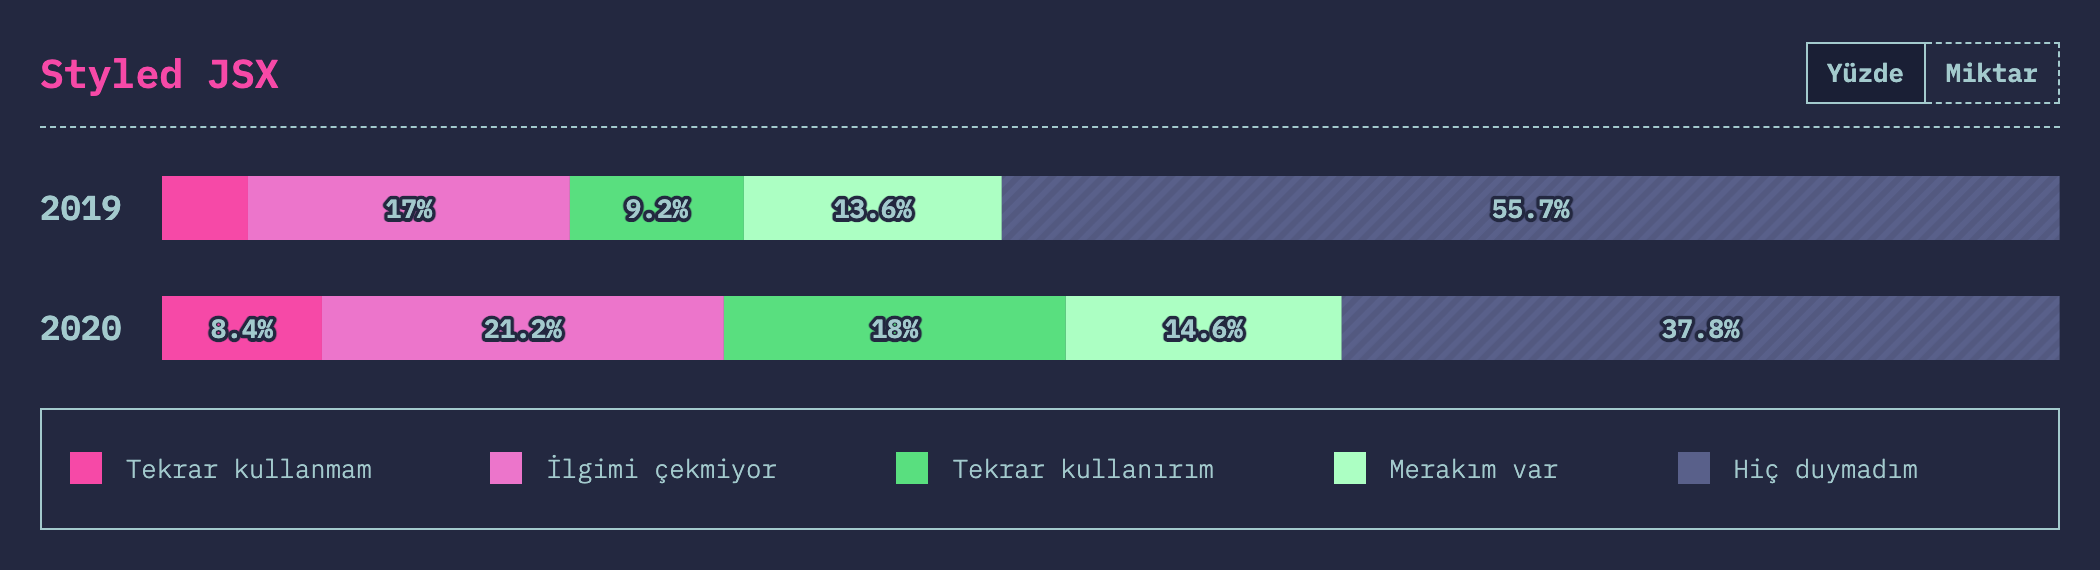 Styled JSX
Yüzde Miktar
2019 17% 9.2% 13.6% 55.7%
2020 8.4% 21.2% 18% 14.6% 37.8%
Tekrar kullanmam İlgimi çekmiyor Tekrar kullanırım Merakım var Hiç duymadım